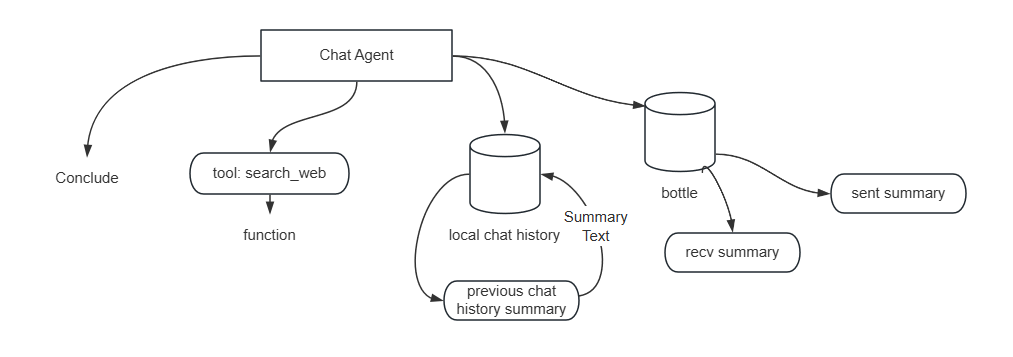 Chat Agent
Conclude
tool: search_web
function
local chat history
Summary
Text
previous chat
history summary
bottle
recv summary
sent summary